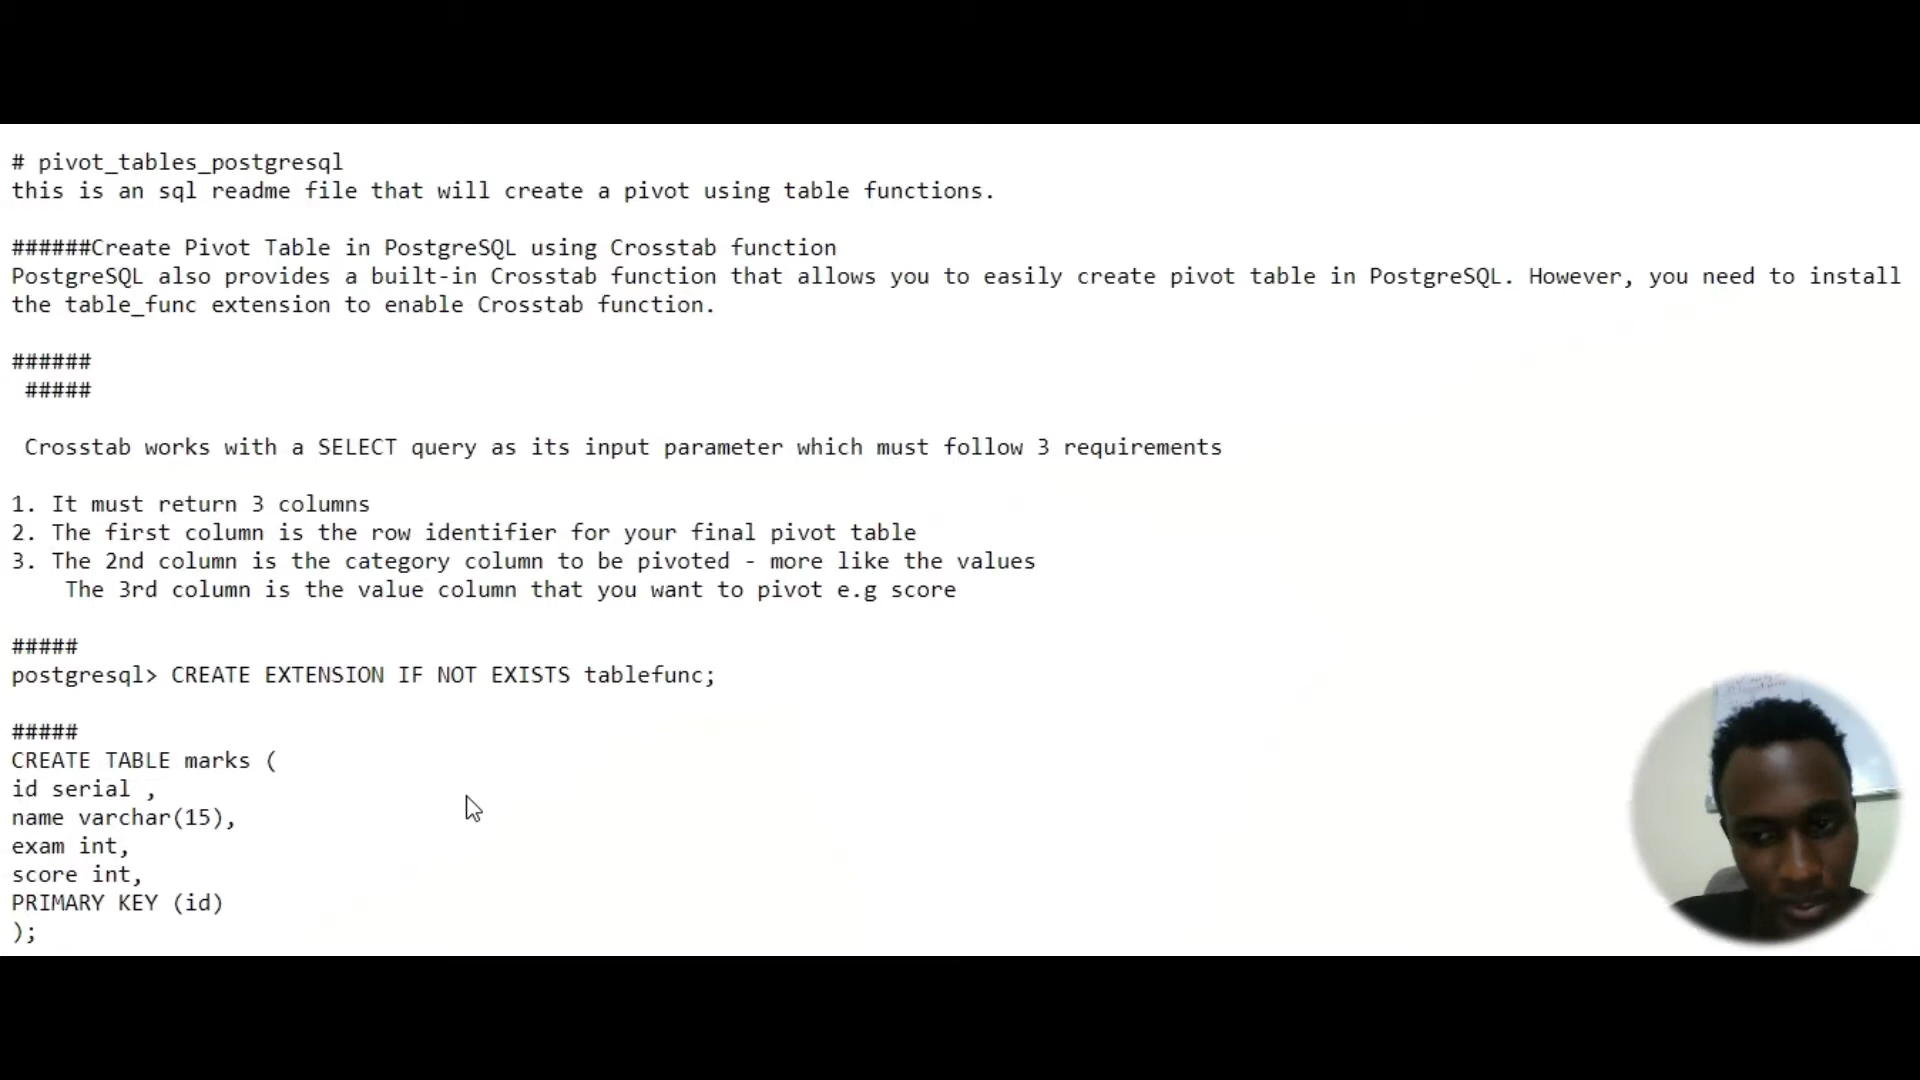 # pivot_tables_postgresql
this is an sql readme file that will create a pivot using table functions.
######Create Pivot Table in PostgreSQL using Crosstab function
PostgreSQL also provides a built-in Crosstab function that allows you to easily create pivot table in PostgreSQL. However, you need to install
the table_func extension to enable Crosstab function.
######
#####
Crosstab works with a SELECT query as its input parameter which must follow 3 requirements
1. It must return 3 columns
2. The first column is the row identifier for your final pivot table
3. The 2nd column is the category column to be pivoted - more like the values
The 3rd column is the value column that you want to pivot e.g score
#####
postgresql> CREATE EXTENSION IF NOT EXISTS tablefunc;
#####
CREATE TABLE marks (
id serial ,
name varchar(15),
exam int,
score int,
PRIMARY KEY (id)
);